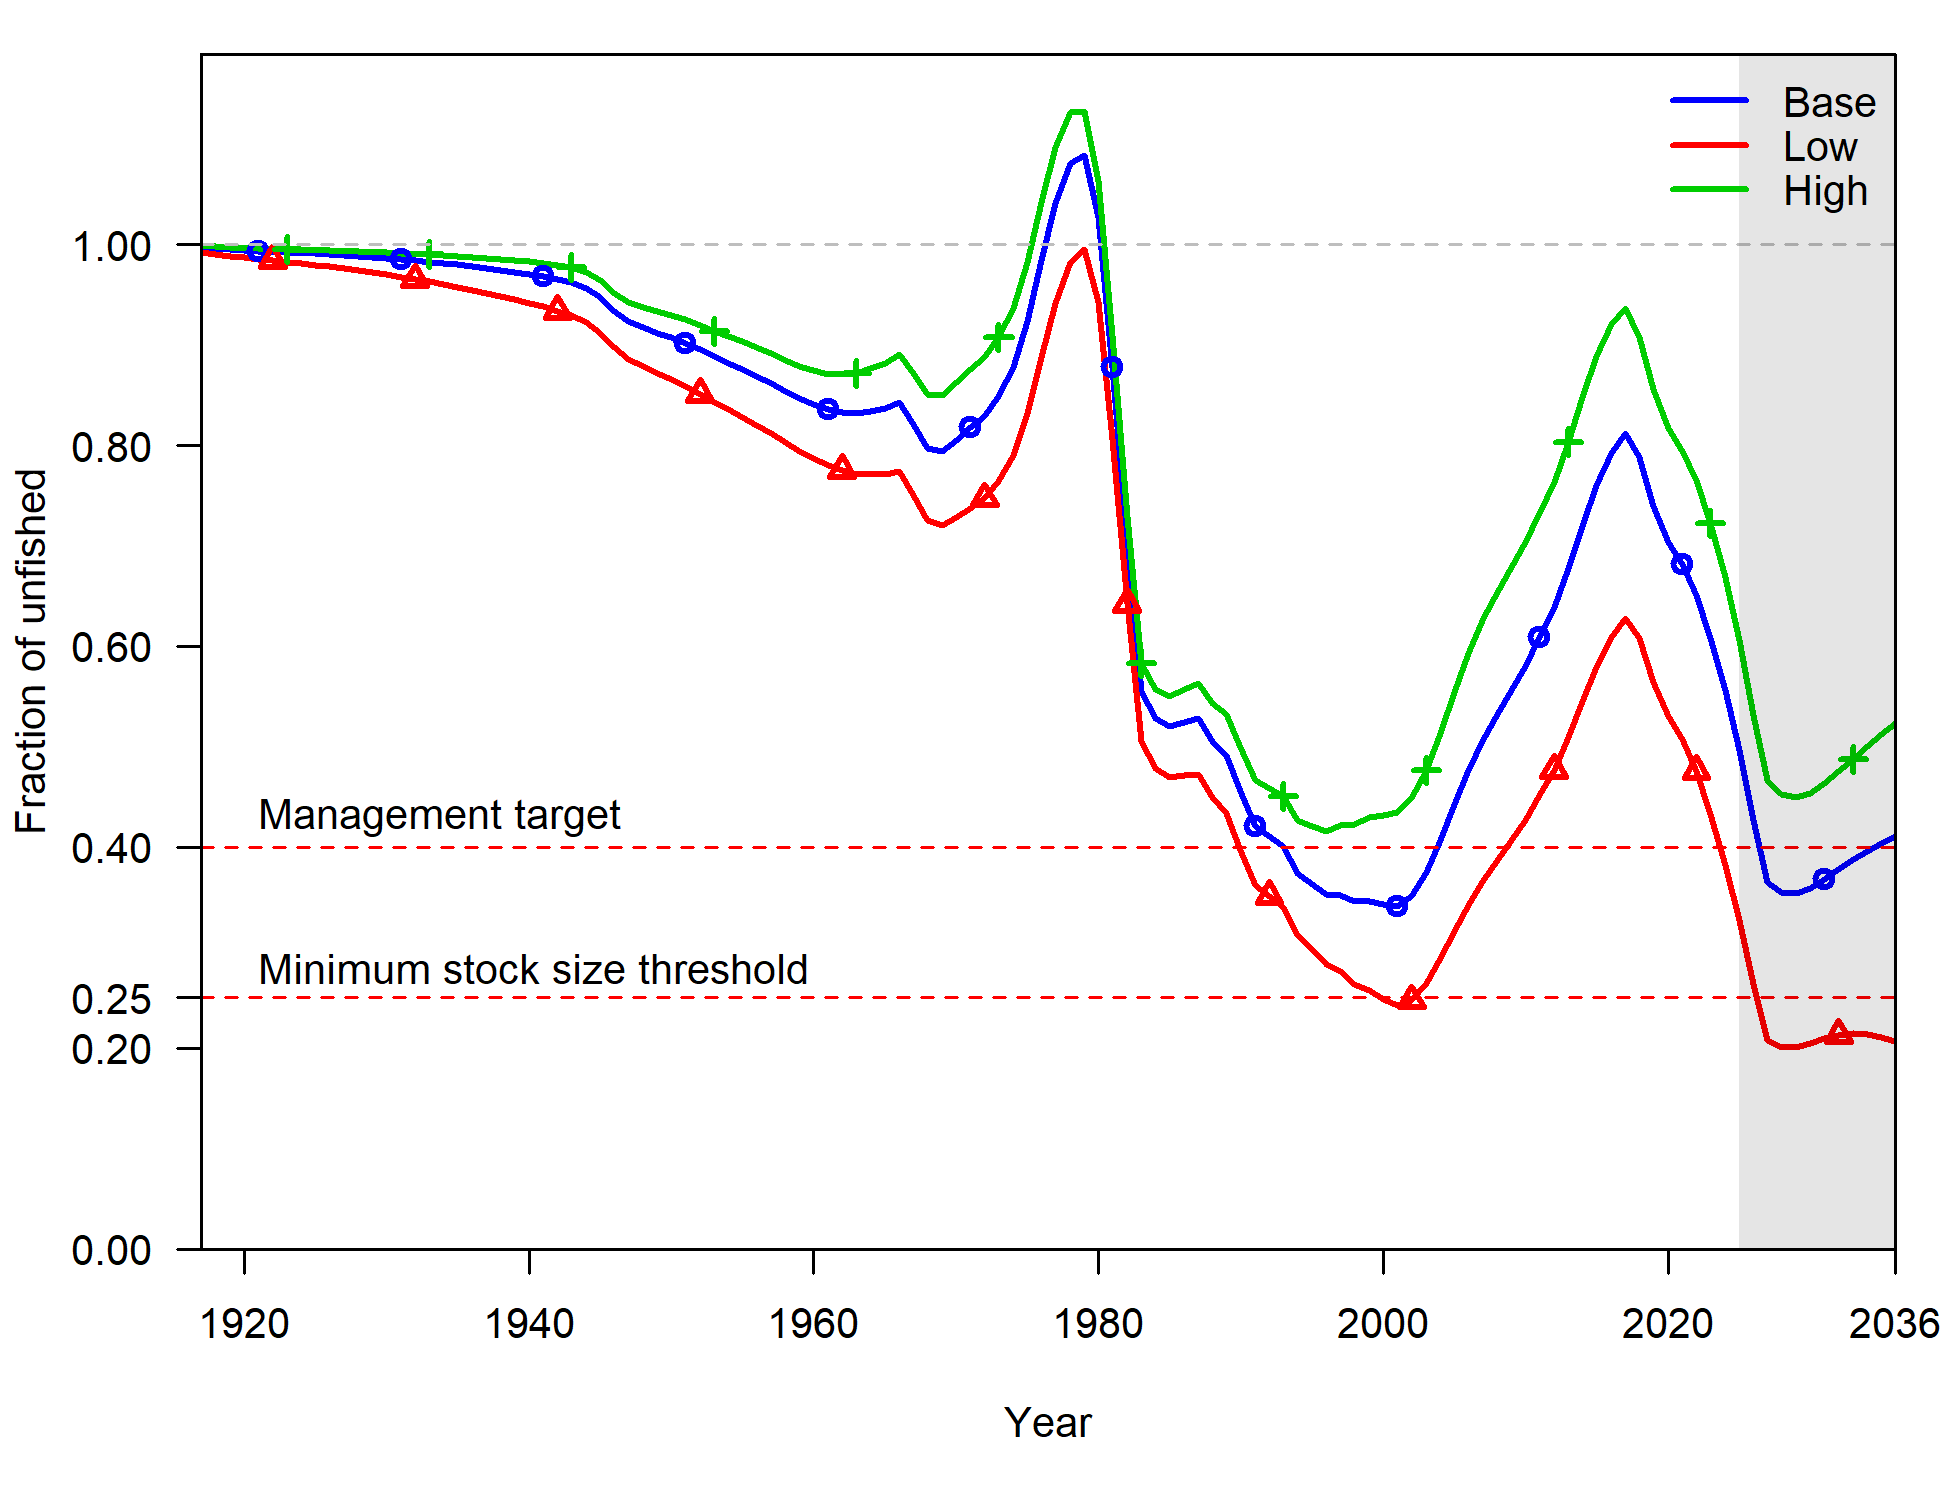 Base
Low
High
1.00
0.80
0.60
0.40
0.25
0.20
0.00
Fraction of unfished
Management target
Minimum stock size threshold
1920
1940
1960
1980
2000
2020
2036
Year